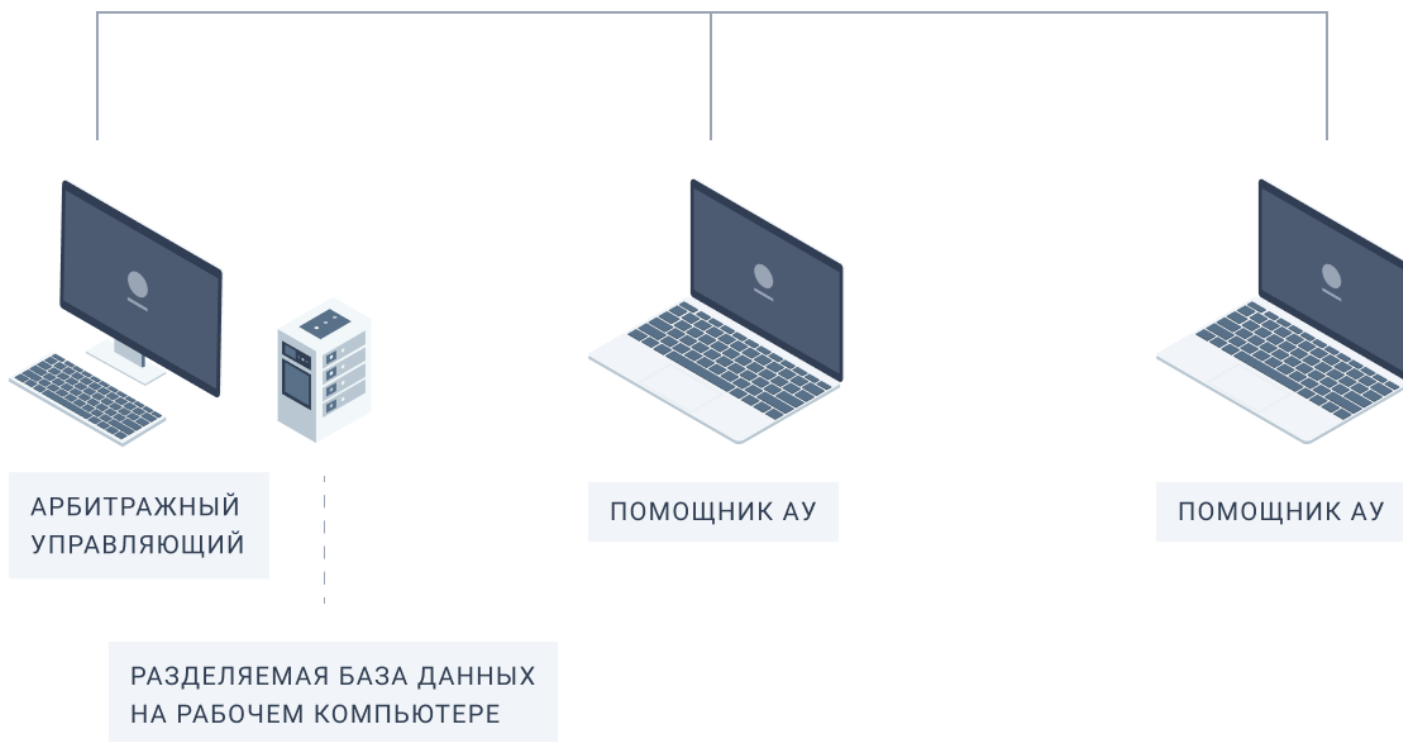 АРБИТРАЖНЫЙ
УПРАВЛЯЮЩИЙ
ПОМОЩНИК АУ
ПОМОЩНИК АУ
РАЗДЕЛЯЕМАЯ БАЗА ДАННЫХ
НА РАБОЧЕМ КОМПЬЮТЕРЕ